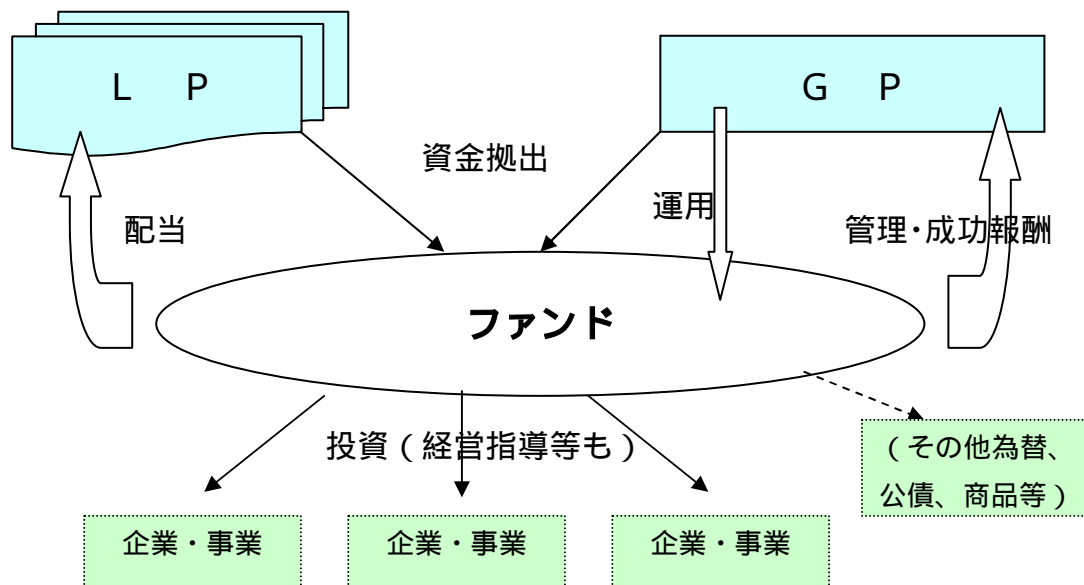 L P
G P
資金拠出
運用
配当
管理・成功報酬
ファンド
投資（経営指導等も）
（その他為替、
公債、商品等）
企業・事業
企業・事業
企業・事業